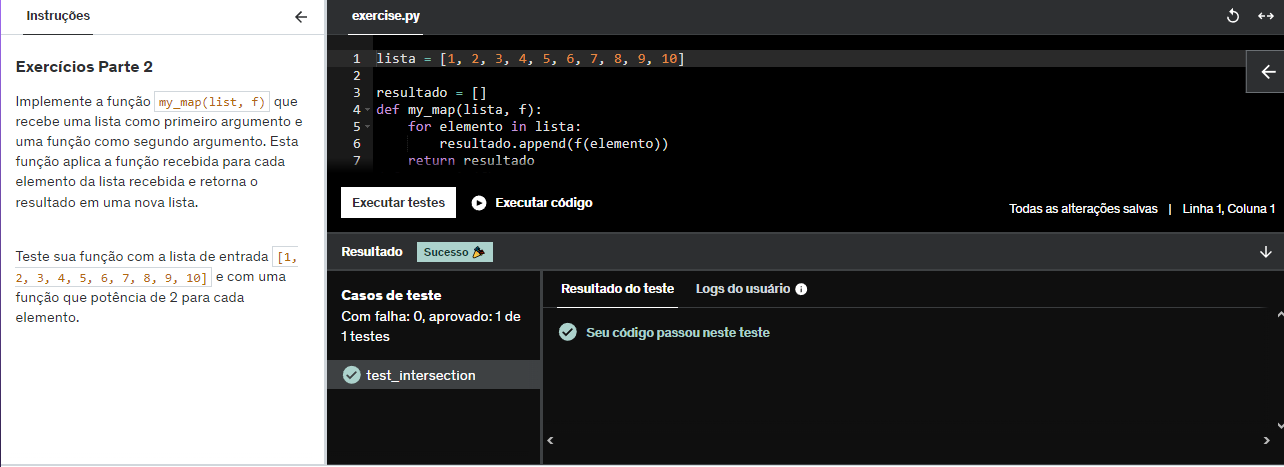 Instruções
Exercícios Parte 2
Implemente a função my_map(list, f) que
recebe uma lista como primeiro argumento e
uma função como segundo argumento. Esta
função aplica a função recebida para cada
elemento da lista recebida e retorna o
resultado em uma nova lista.
Teste sua função com a lista de entrada [1,
2, 3, 4, 5, 6, 7, 8, 9, 10] e com uma
função que potência de 2 para cada
elemento.
exercise.py
1 lista = [1, 2, 3, 4, 5, 6, 7, 8, 9, 10]
2
3 resultado = []
4 def my_map(lista, f):
5     for elemento in lista:
6         resultado.append(f(elemento))
7     return resultado
Executar testes Executar código
Todas as alterações salvas | Linha 1, Coluna 1
Resultado Sucesso
Casos de teste
Com falha: 0, aprovado: 1 de
1 testes
test_intersection
Resultado do teste Logs do usuário
Seu código passou neste teste